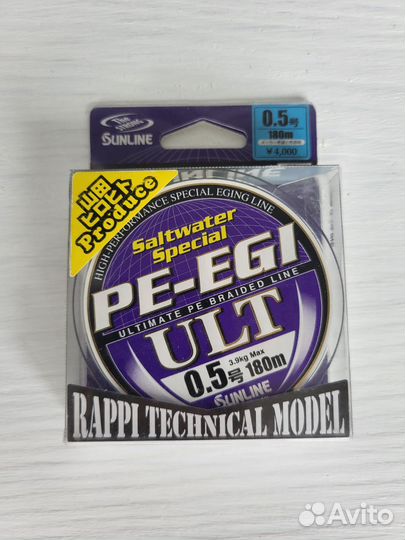 The Strong
SUNLINE
0.5号
180m
¥4,000
山田
ヒロヒト
Produce
HIGH-PERFORMANCE SPECIAL EGING LINE
Saltwater
Special
PE-EGI
ULTIMATE PE BRAIDED LINE
ULT
3.9kg Max
0.5号 180m
SUNLINE
RAPPI TECHNICAL MODEL
Avito